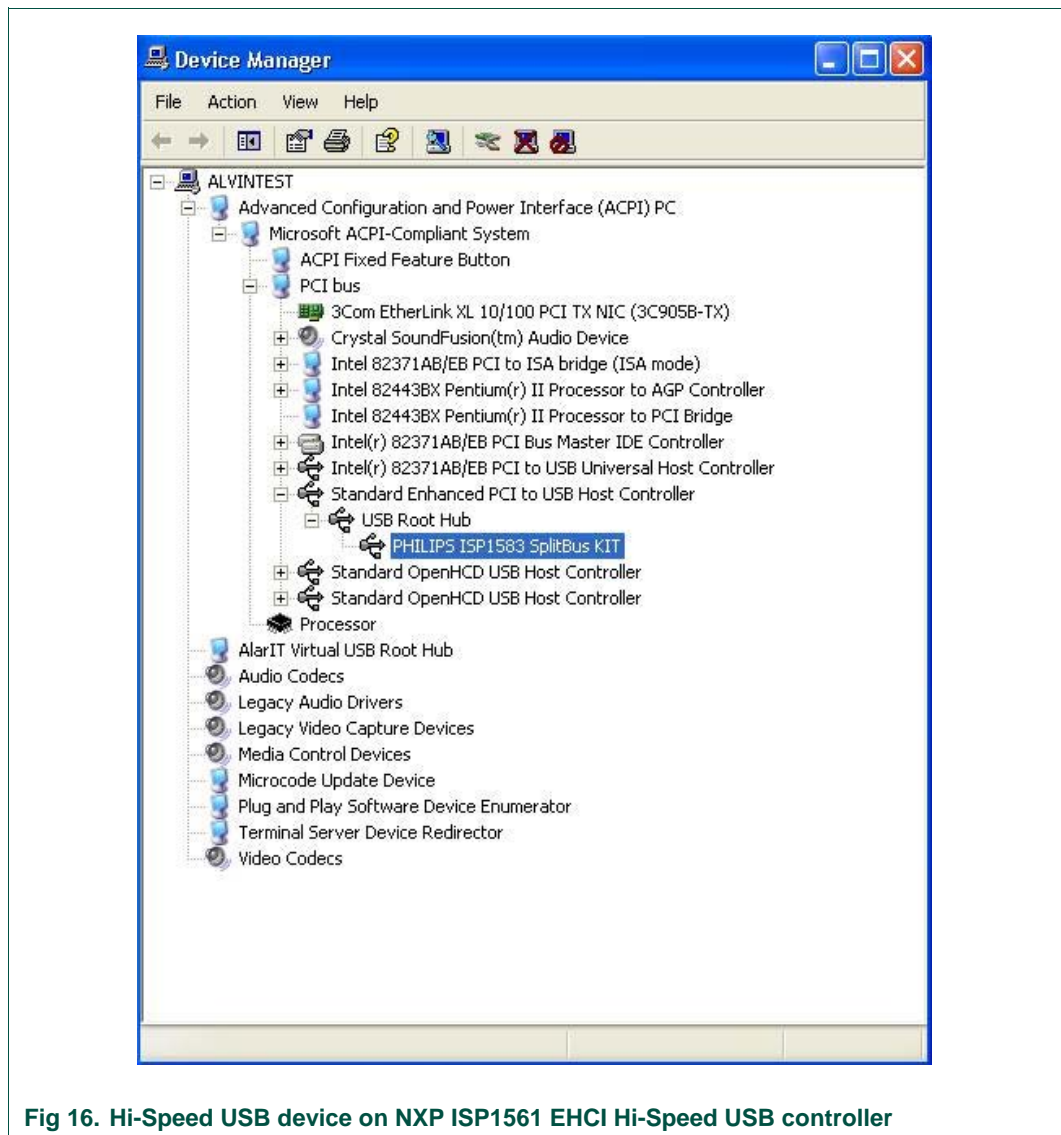 Device Manager
File Action View Help
ALVINTEST
Advanced Configuration and Power Interface (ACPI) PC
Microsoft ACPI-Compliant System
ACPI Fixed Feature Button
PCI bus
3Com EtherLink XL 10/100 PCI TX NIC (3C905B-TX)
Crystal SoundFusion(tm) Audio Device
Intel 82371AB/EB PCI to ISA bridge (ISA mode)
Intel 82443BX Pentium(r) II Processor to AGP Controller
Intel 82443BX Pentium(r) II Processor to PCI Bridge
Intel(r) 82371AB/EB PCI Bus Master IDE Controller
Intel(r) 82371AB/EB PCI to USB Universal Host Controller
Standard Enhanced PCI to USB Host Controller
USB Root Hub
PHILIPS ISP1583 SplitBus KIT
Standard OpenHCD USB Host Controller
Standard OpenHCD USB Host Controller
Processor
AlarIT Virtual USB Root Hub
Audio Codecs
Legacy Audio Drivers
Legacy Video Capture Devices
Media Control Devices
Microcode Update Device
Plug and Play Software Device Enumerator
Terminal Server Device Redirector
Video Codecs
Fig 16. Hi-Speed USB device on NXP ISP1561 EHCI Hi-Speed USB controller